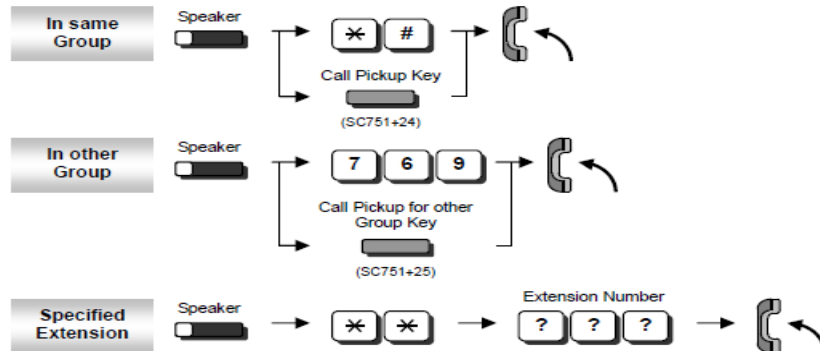 In same
Group
Speaker
* #
Call Pickup Key
(SC751+24)
In other
Group
Speaker
7 6 9
Call Pickup for other
Group Key
(SC751+25)
Specified
Extension
Speaker
* *
Extension Number
? ? ?